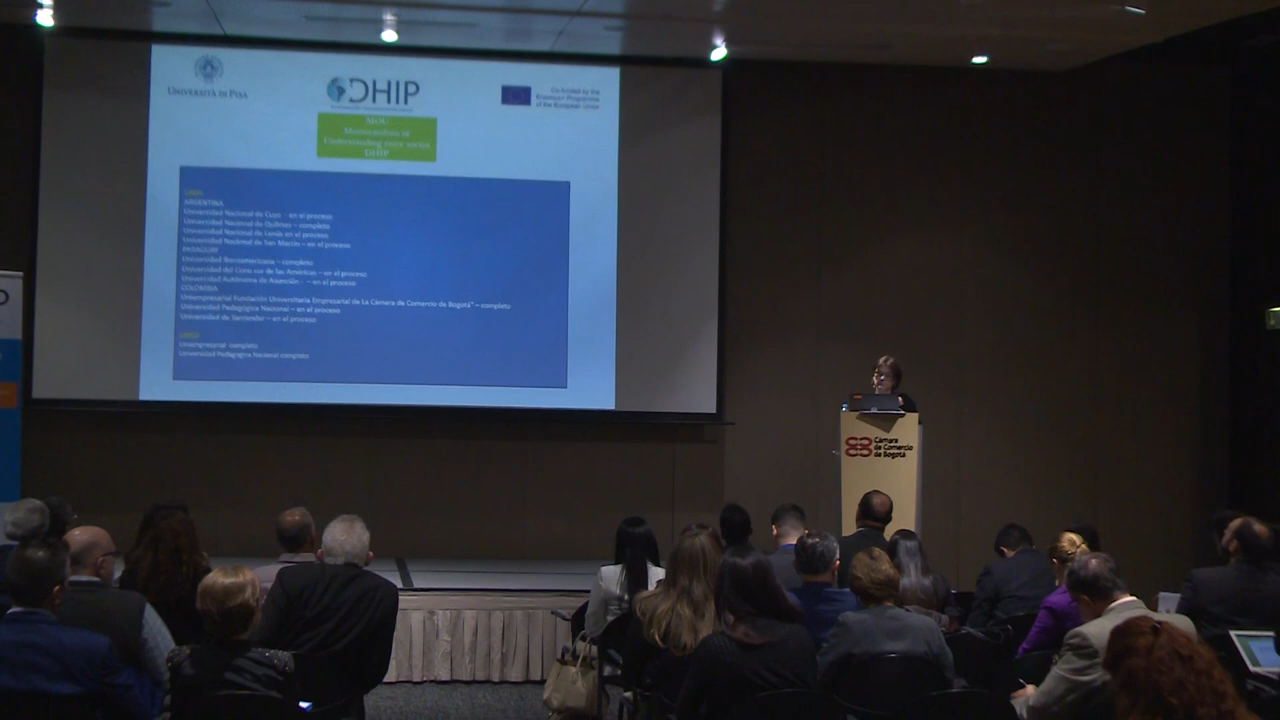 UNIVERSITÀ DI PISA
DHIP
Co-funded by the
Erasmus+ Programme
of the European Union
MOU
Memorandum of
Understanding entre socios
DHIP
ARGENTINA
Universidad Nacional de Cuyo - en el proceso
Universidad Nacional de Quilmes – completo
Universidad Nacional de Lanús en el proceso
Universidad Nacional de San Martín – en el proceso
PARAGUAY
Universidad Iberoamericana – completo
Universidad del Cono sur de las Américas – en el proceso
Universidad Autónoma de Asunción - – en el proceso
COLOMBIA
Uniempresarial Fundación Universitaria Empresarial de La Cámara de Comercio de Bogotá" – completo
Universidad Pedagógica Nacional – en el proceso
Universidad de Santander – en el proceso
Uniempresarial completo
Universidad Pedagogica Nacional completo
Cámara
de Comercio
de Bogotá